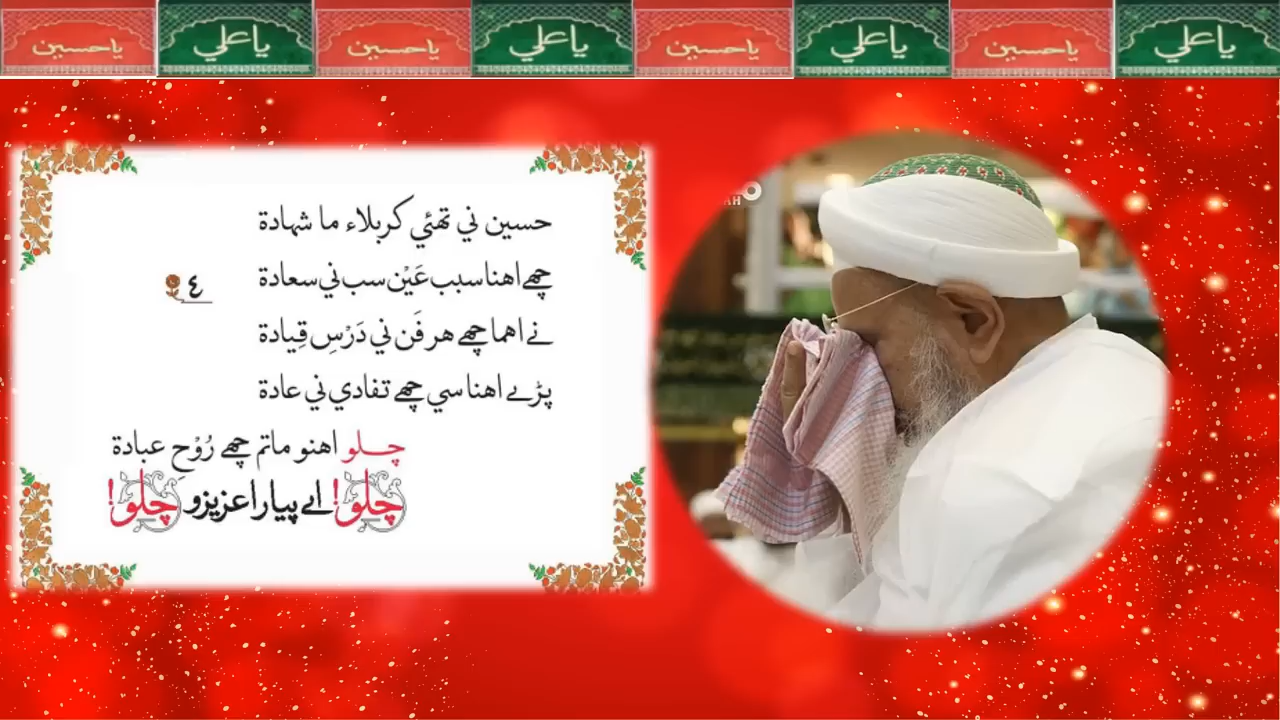 ياحسين ياعلي ياحسين ياعلي ياحسين ياعلي ياحسين ياعلي
حسين ني تھئي كربلاء ما شهادة
چھے اهنا سبب عَيْن سب ني سعادة
٤
نے اهما چھے هر فَن ني دَرْسِ قِيادة
پڑے اهنا سي چھے تفادي ني عادة
چلو اهنو ماتم چھے رُوْحِ عبادة
چلو! اے پيارا عزيزو چلو!
AH